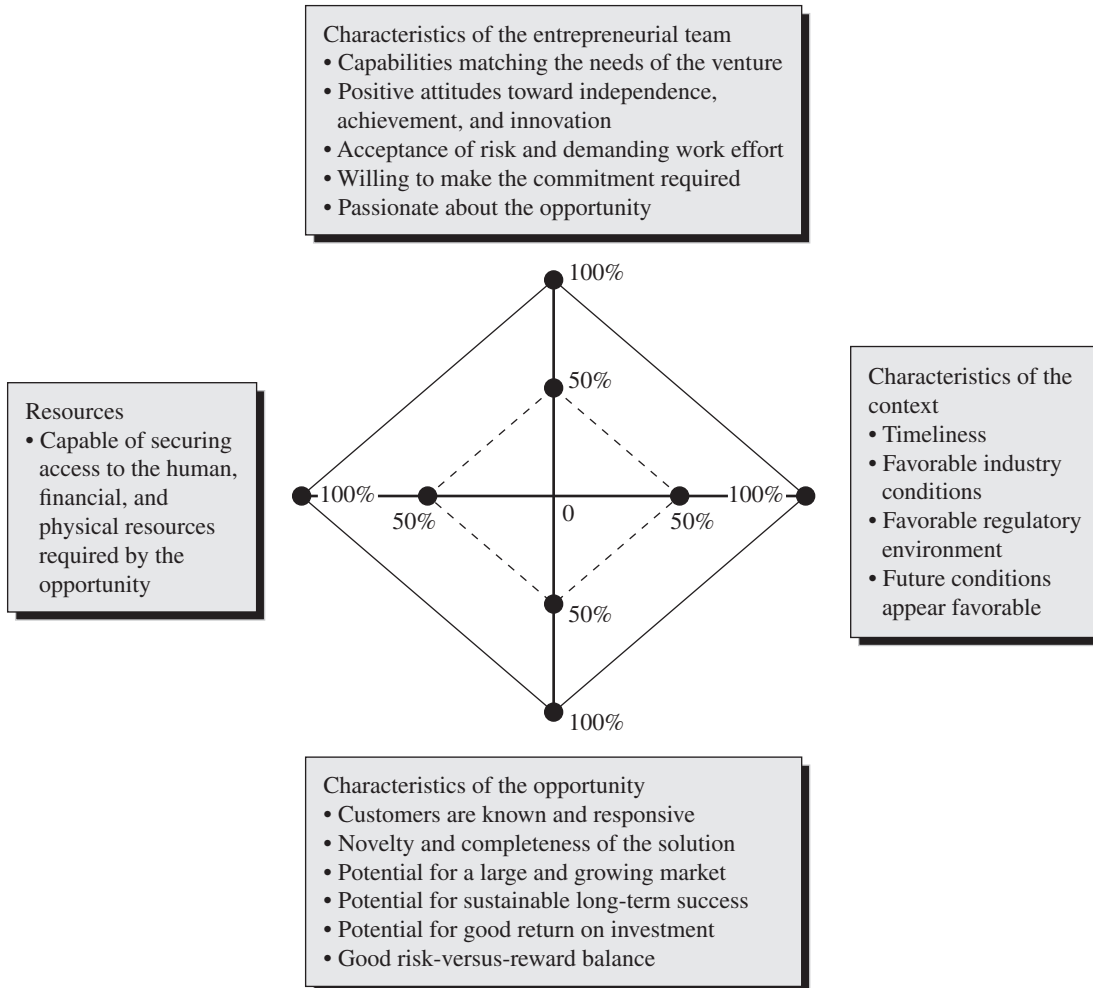 Characteristics of the entrepreneurial team
• Capabilities matching the needs of the venture
• Positive attitudes toward independence,
achievement, and innovation
• Acceptance of risk and demanding work effort
• Willing to make the commitment required
• Passionate about the opportunity
100%
50%
Resources
• Capable of securing
access to the human,
financial, and
physical resources
required by the
opportunity
100%
50%
0
50%
100%
Characteristics of the
context
• Timeliness
• Favorable industry
conditions
• Favorable regulatory
environment
• Future conditions
appear favorable
50%
100%
Characteristics of the opportunity
• Customers are known and responsive
• Novelty and completeness of the solution
• Potential for a large and growing market
• Potential for sustainable long-term success
• Potential for good return on investment
• Good risk-versus-reward balance